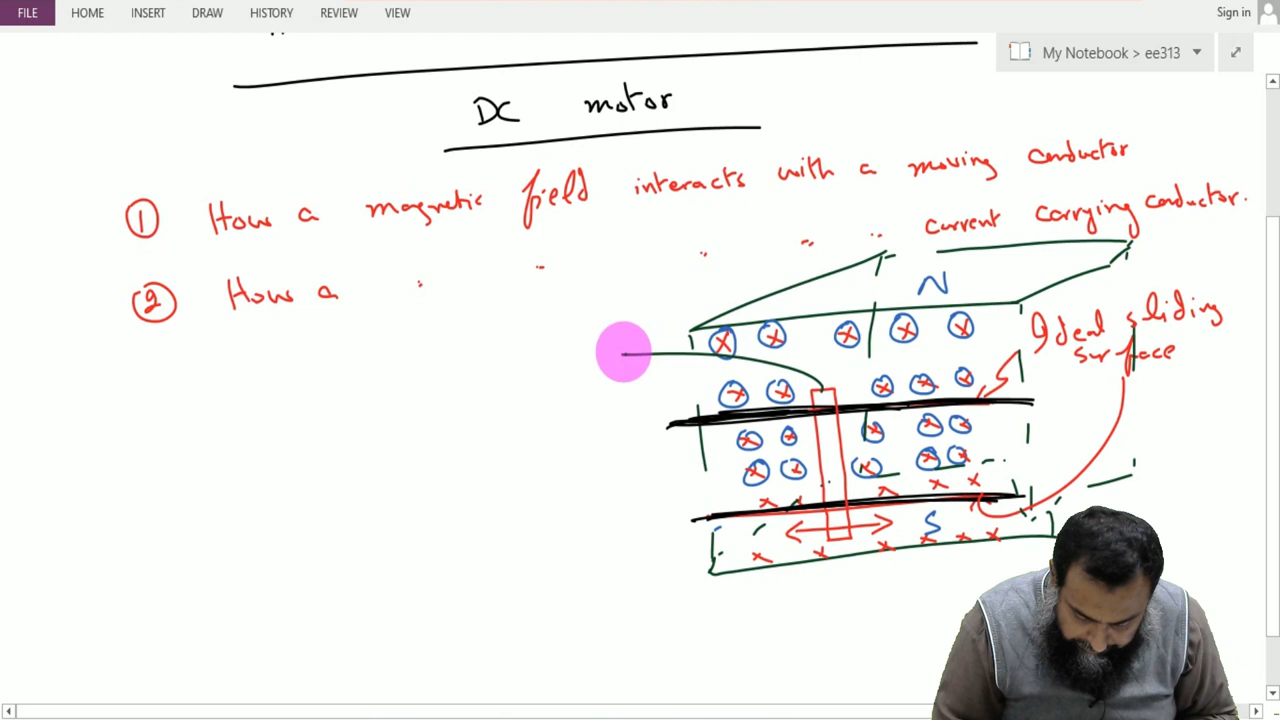 FILE HOME INSERT DRAW HISTORY REVIEW VIEW Sign in
My Notebook > ee313
DC motor
① How a magnetic field interacts with a moving conductor
② How a " " " " " current carrying conductor.
N
Ideal sliding
surface
S